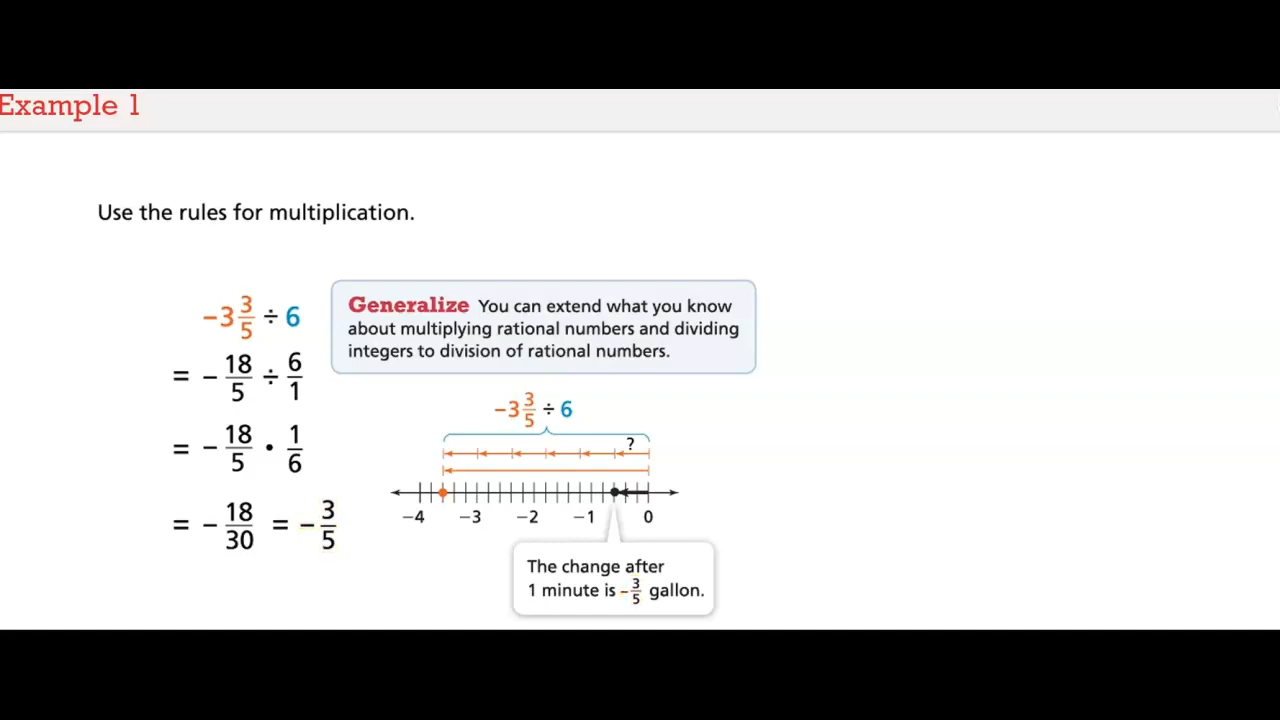 Example 1
Use the rules for multiplication.
-3 3/5 ÷ 6
= - 18/5 ÷ 6/1
= - 18/5 • 1/6
= - 18/30 = - 3/5
Generalize You can extend what you know
about multiplying rational numbers and dividing
integers to division of rational numbers.
-3 3/5 ÷ 6
?
-4 -3 -2 -1 0
The change after
1 minute is - 3/5 gallon.